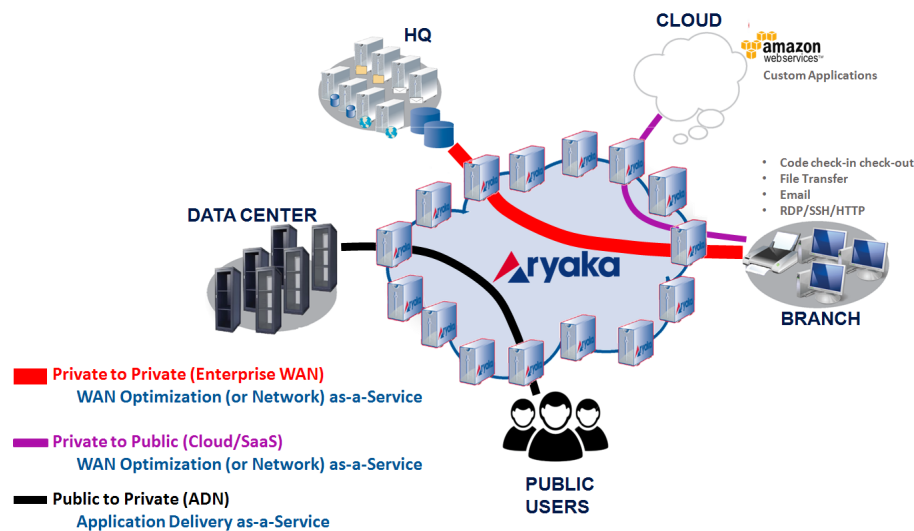 HQ
CLOUD
amazon
webservices™
Custom Applications
• Code check-in check-out
• File Transfer
• Email
• RDP/SSH/HTTP
DATA CENTER
Aryaka
BRANCH
Private to Private (Enterprise WAN)
WAN Optimization (or Network) as-a-Service
Private to Public (Cloud/SaaS)
WAN Optimization (or Network) as-a-Service
PUBLIC
USERS
Public to Private (ADN)
Application Delivery as-a-Service